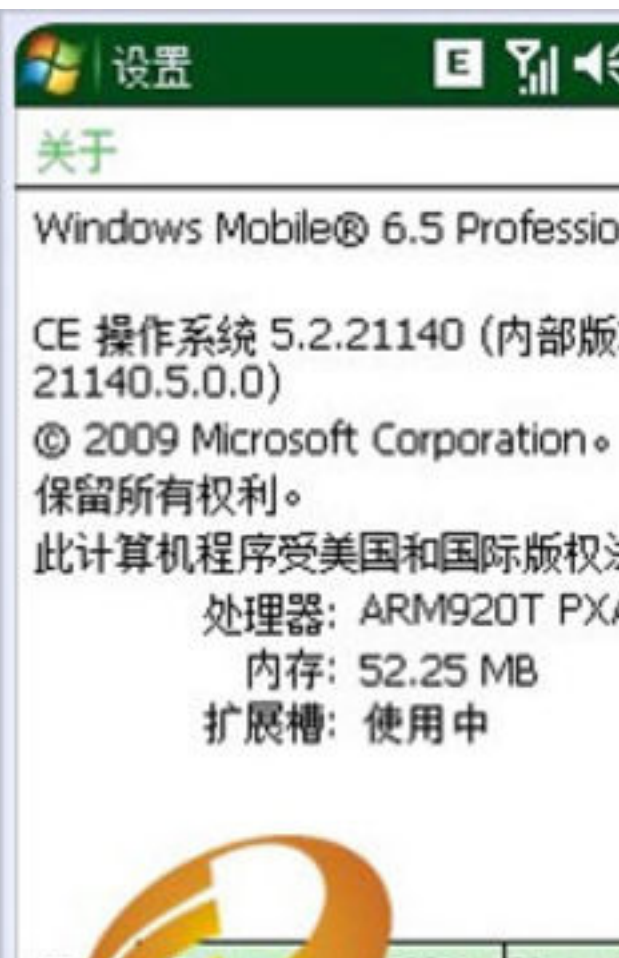 设置
E
关于
Windows Mobile® 6.5 Professio
CE 操作系统 5.2.21140 (内部版
21140.5.0.0)
© 2009 Microsoft Corporation。
保留所有权利。
此计算机程序受美国和国际版权法
处理器: ARM920T PXA
内存: 52.25 MB
扩展槽: 使用中